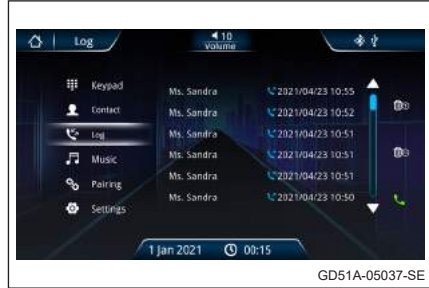 Log
10
Volume
Keypad
Ms. Sandra 2021/04/23 10:55
Contact
Ms. Sandra 2021/04/23 10:52
Log
Ms. Sandra 2021/04/23 10:51
Music
Ms. Sandra 2021/04/23 10:51
Pairing
Ms. Sandra 2021/04/23 10:51
Settings
Ms. Sandra 2021/04/23 10:50
1 Jan 2021 00:15
GD51A-05037-SE